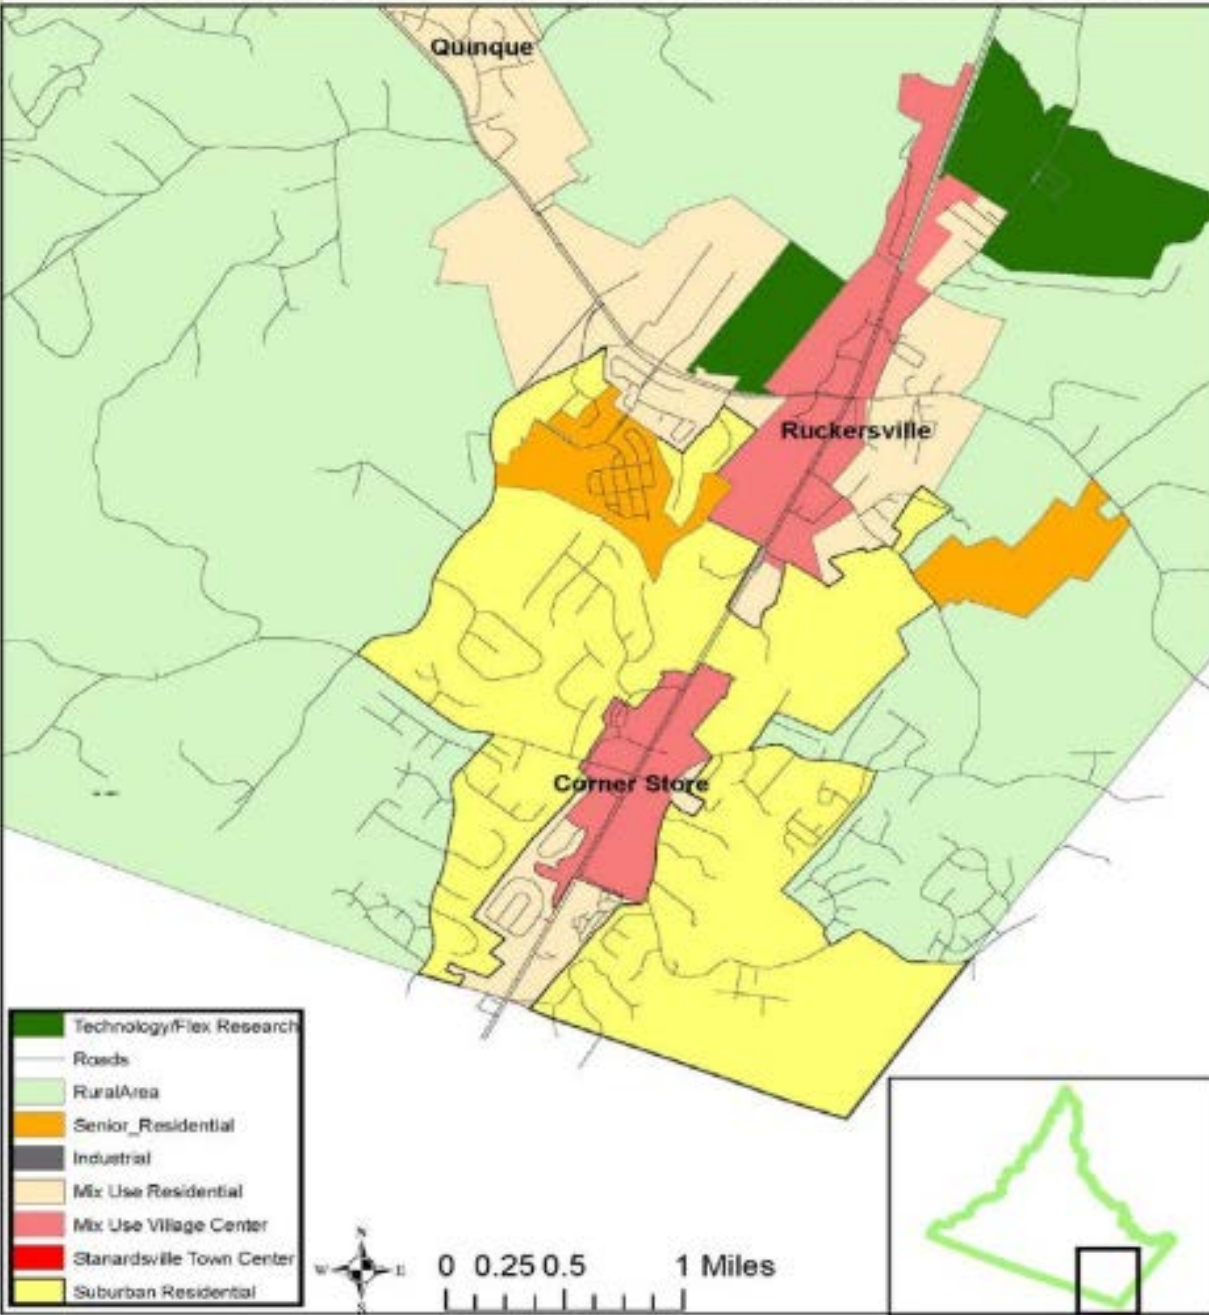 Quinque
Ruckersville
Corner Store
Technology/Flex Research
Roads
RuralArea
Senior_Residential
Industrial
Mix Use Residential
Mix Use Village Center
Stanardsville Town Center
Suburban Residential
N
W E
S
0 0.25 0.5 1 Miles